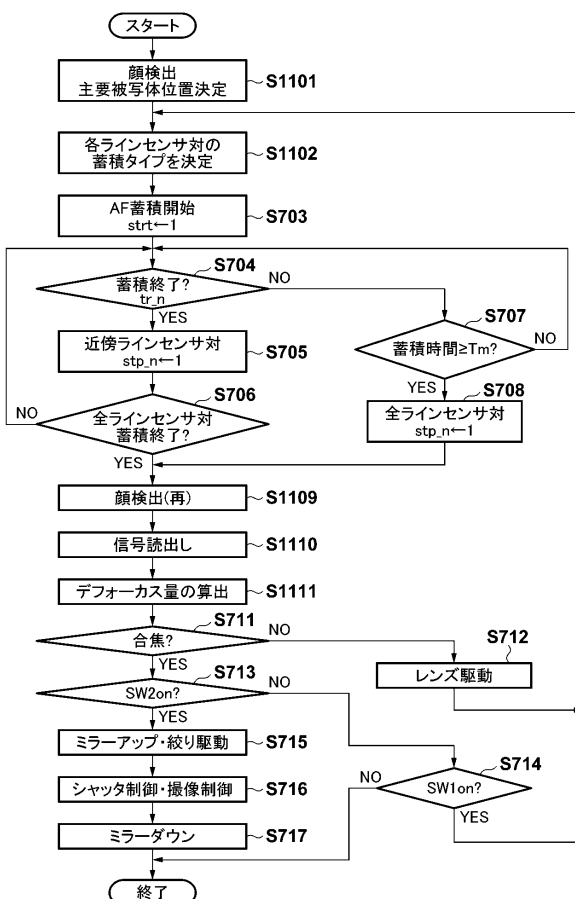 スタート
顔検出
主要被写体位置決定
S1101
各ラインセンサ対の
蓄積タイプを決定
S1102
AF蓄積開始
strt←1
S703
S704
蓄積終了?
tr_n
NO
YES
S707
蓄積時間≥Tm?
NO
YES
近傍ラインセンサ対
stp_n←1
S705
S706
全ラインセンサ対
蓄積終了?
NO
YES
S708
全ラインセンサ対
stp_n←1
顔検出(再)
S1109
信号読出し
S1110
デフォーカス量の算出
S1111
S711
合焦?
NO
YES
S712
レンズ駆動
S713
SW2on?
NO
YES
ミラーアップ・絞り駆動
S715
S714
SW1on?
NO
YES
シャッタ制御・撮像制御
S716
ミラーダウン
S717
終了